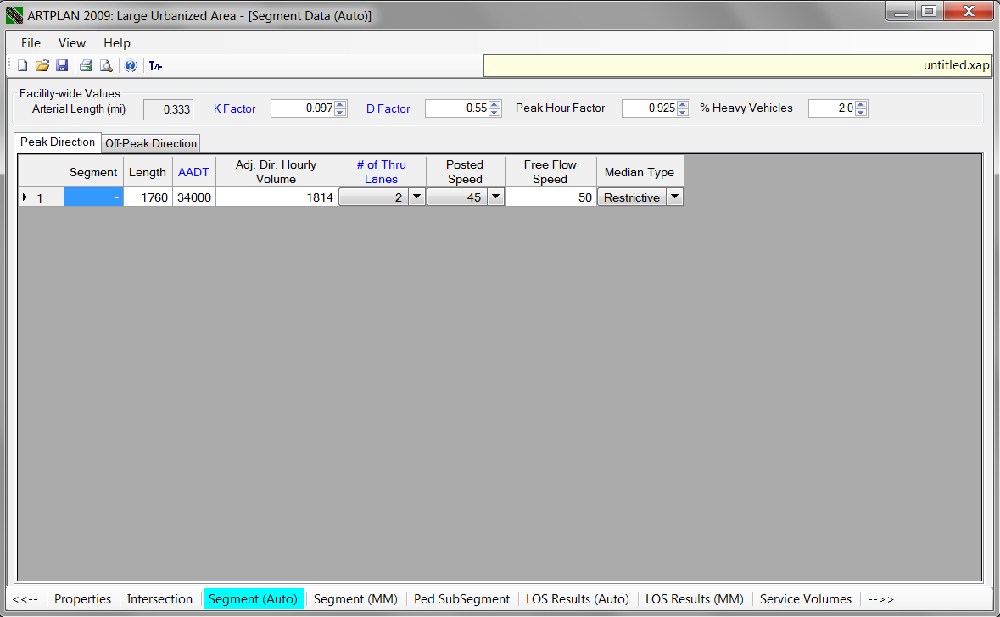 ARTPLAN 2009: Large Urbanized Area - [Segment Data (Auto)]
File View Help
untitled.xap
Facility-wide Values
Arterial Length (mi) 0.333 K Factor 0.097 D Factor 0.55 Peak Hour Factor 0.925 % Heavy Vehicles 2.0
Peak Direction Off-Peak Direction
Segment Length AADT Adj. Dir. Hourly Volume # of Thru Lanes Posted Speed Free Flow Speed Median Type
1 - 1760 34000 1814 2 45 50 Restrictive
<<-- Properties Intersection Segment (Auto) Segment (MM) Ped SubSegment LOS Results (Auto) LOS Results (MM) Service Volumes -->>